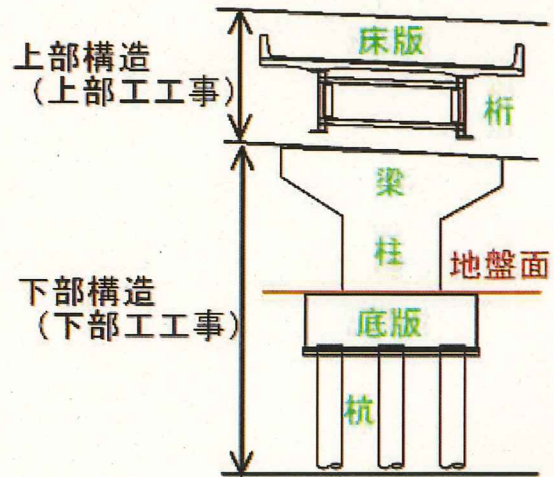 床版
上部構造
（上部工工事）
桁
梁
柱
地盤面
下部構造
（下部工工事）
底版
杭